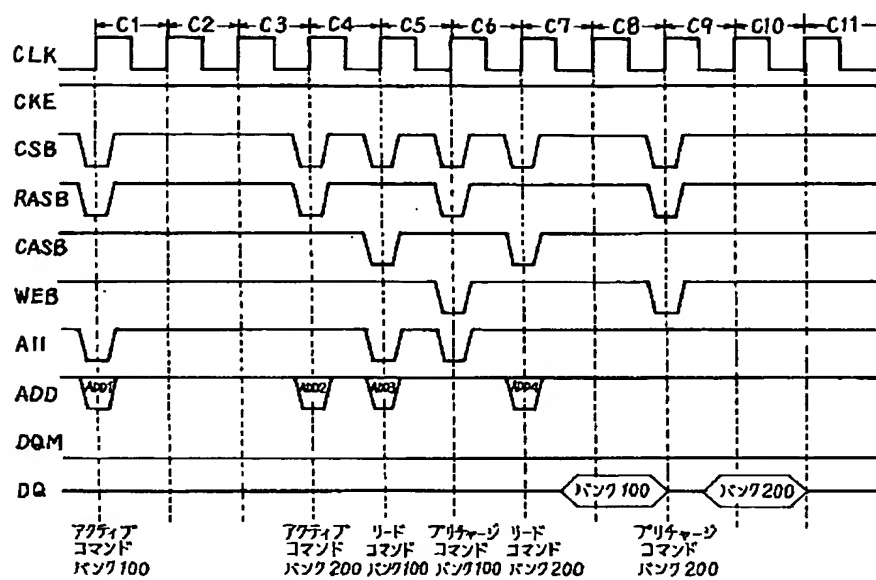 C1 C2 C3 C4 C5 C6 C7 C8 C9 C10 C11
CLK
CKE
CSB
RASB
CASB
WEB
A11
ADD ADD1 ADD2 ADD3 ADD4
DQM
DQ バンク100 バンク200
アクティブ アクティブ リード プリチャージ リード プリチャージ
コマンド コマンド コマンド コマンド コマンド コマンド
バンク100 バンク200 バンク100 バンク100 バンク200 バンク200